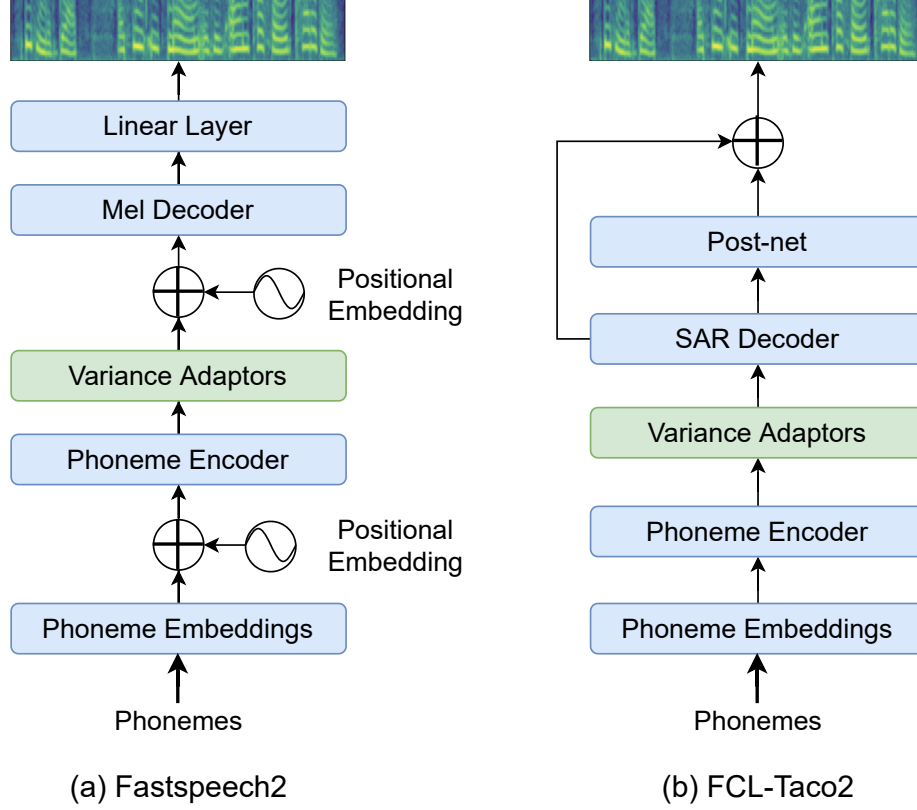 Linear Layer
Mel Decoder
Positional
Embedding
Variance Adaptors
Phoneme Encoder
Positional
Embedding
Phoneme Embeddings
Phonemes
(a) Fastspeech2
Post-net
SAR Decoder
Variance Adaptors
Phoneme Encoder
Phoneme Embeddings
Phonemes
(b) FCL-Taco2